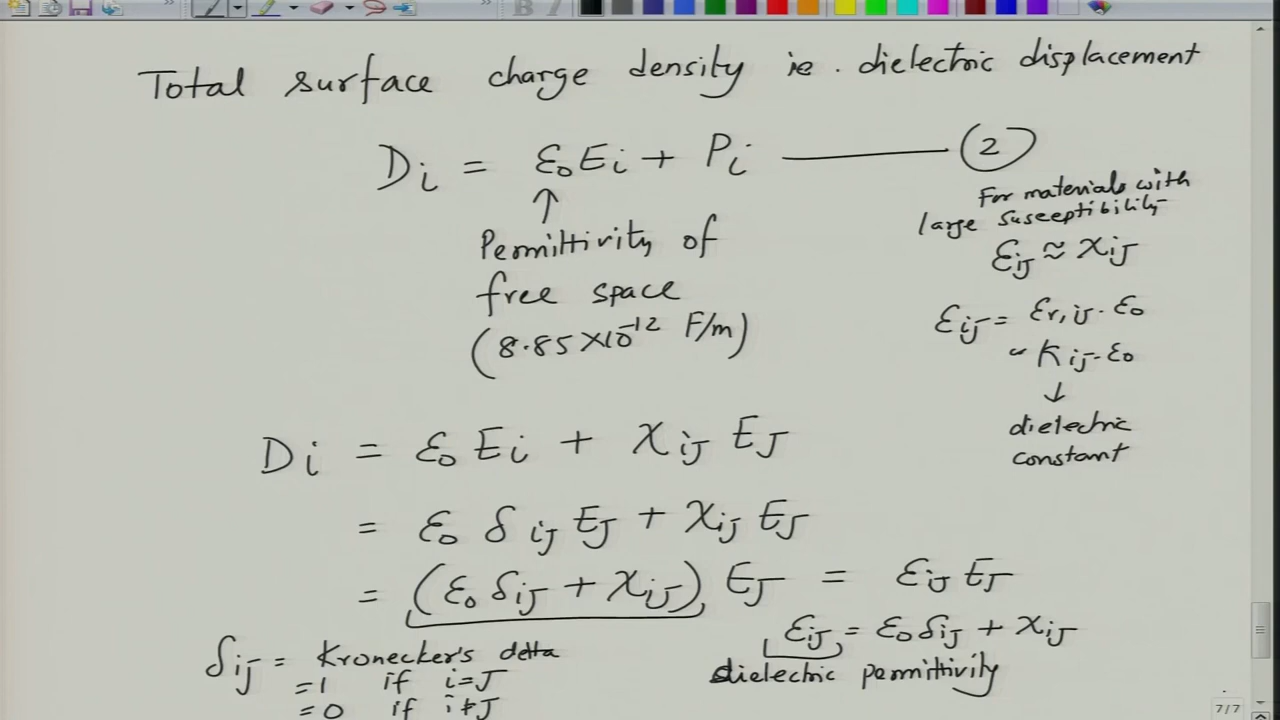 Total surface charge density ie. dielectric displacement
Di = ε0Ei + Pi ——— (2)
↑
Permittivity of
free space
(8.85×10^-12 F/m)
For materials with
large susceptibility
εij ≈ χij
εij = εr,ij · ε0
" Kij · ε0
↓
dielectric
constant
Di = ε0 Ei + χij Ej
= ε0 δij Ej + χij Ej
= (ε0 δij + χij) Ej = εij Ej
εij = ε0 δij + χij
dielectric permittivity
δij = Kronecker's delta
=1 if i=j
=0 if i≠j
7/7